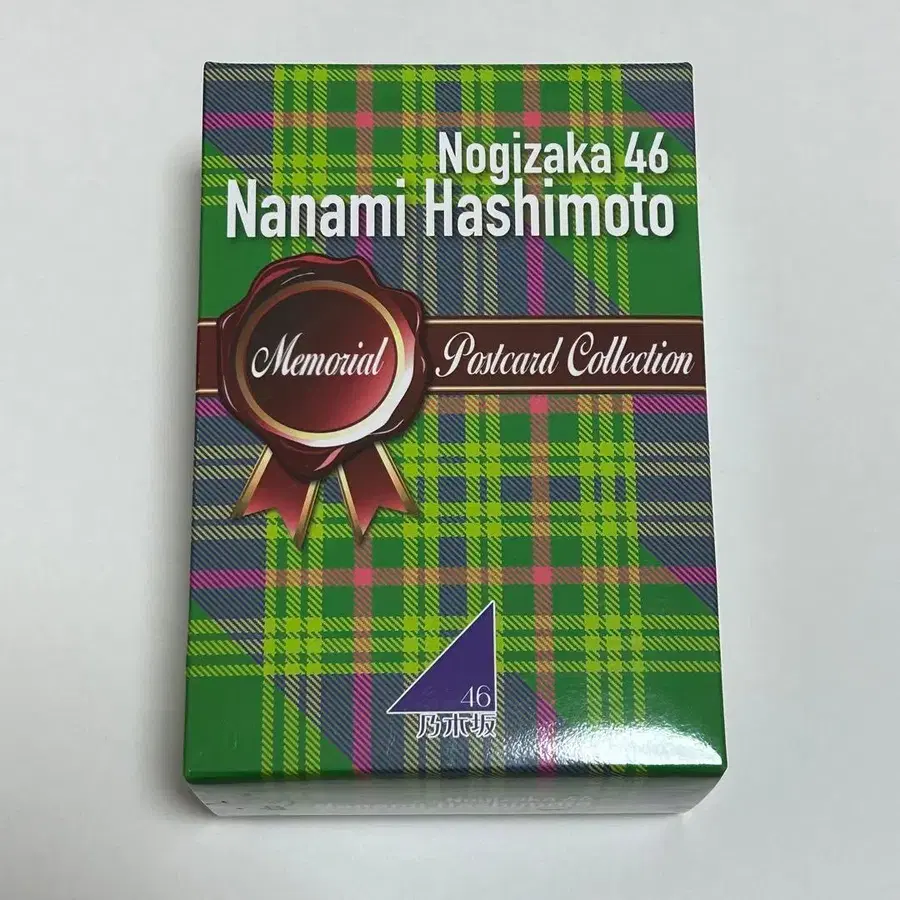 Nogizaka 46
Nanami Hashimoto
Memorial Postcard Collection
46
乃木坂